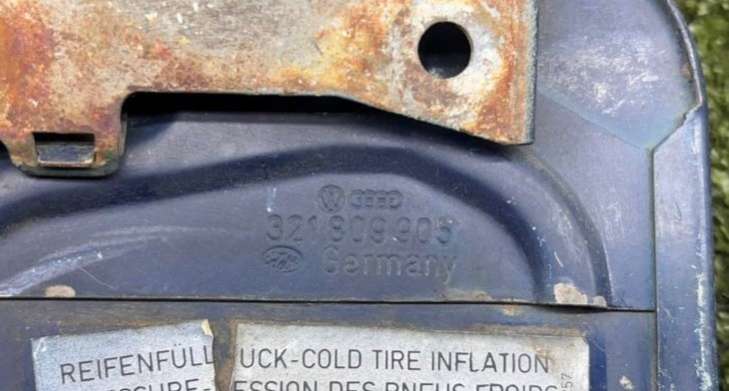 321 809 905
Germany
REIFENFÜLL UCK-COLD TIRE INFLATION
ESSION DES PNEUS FROIDS